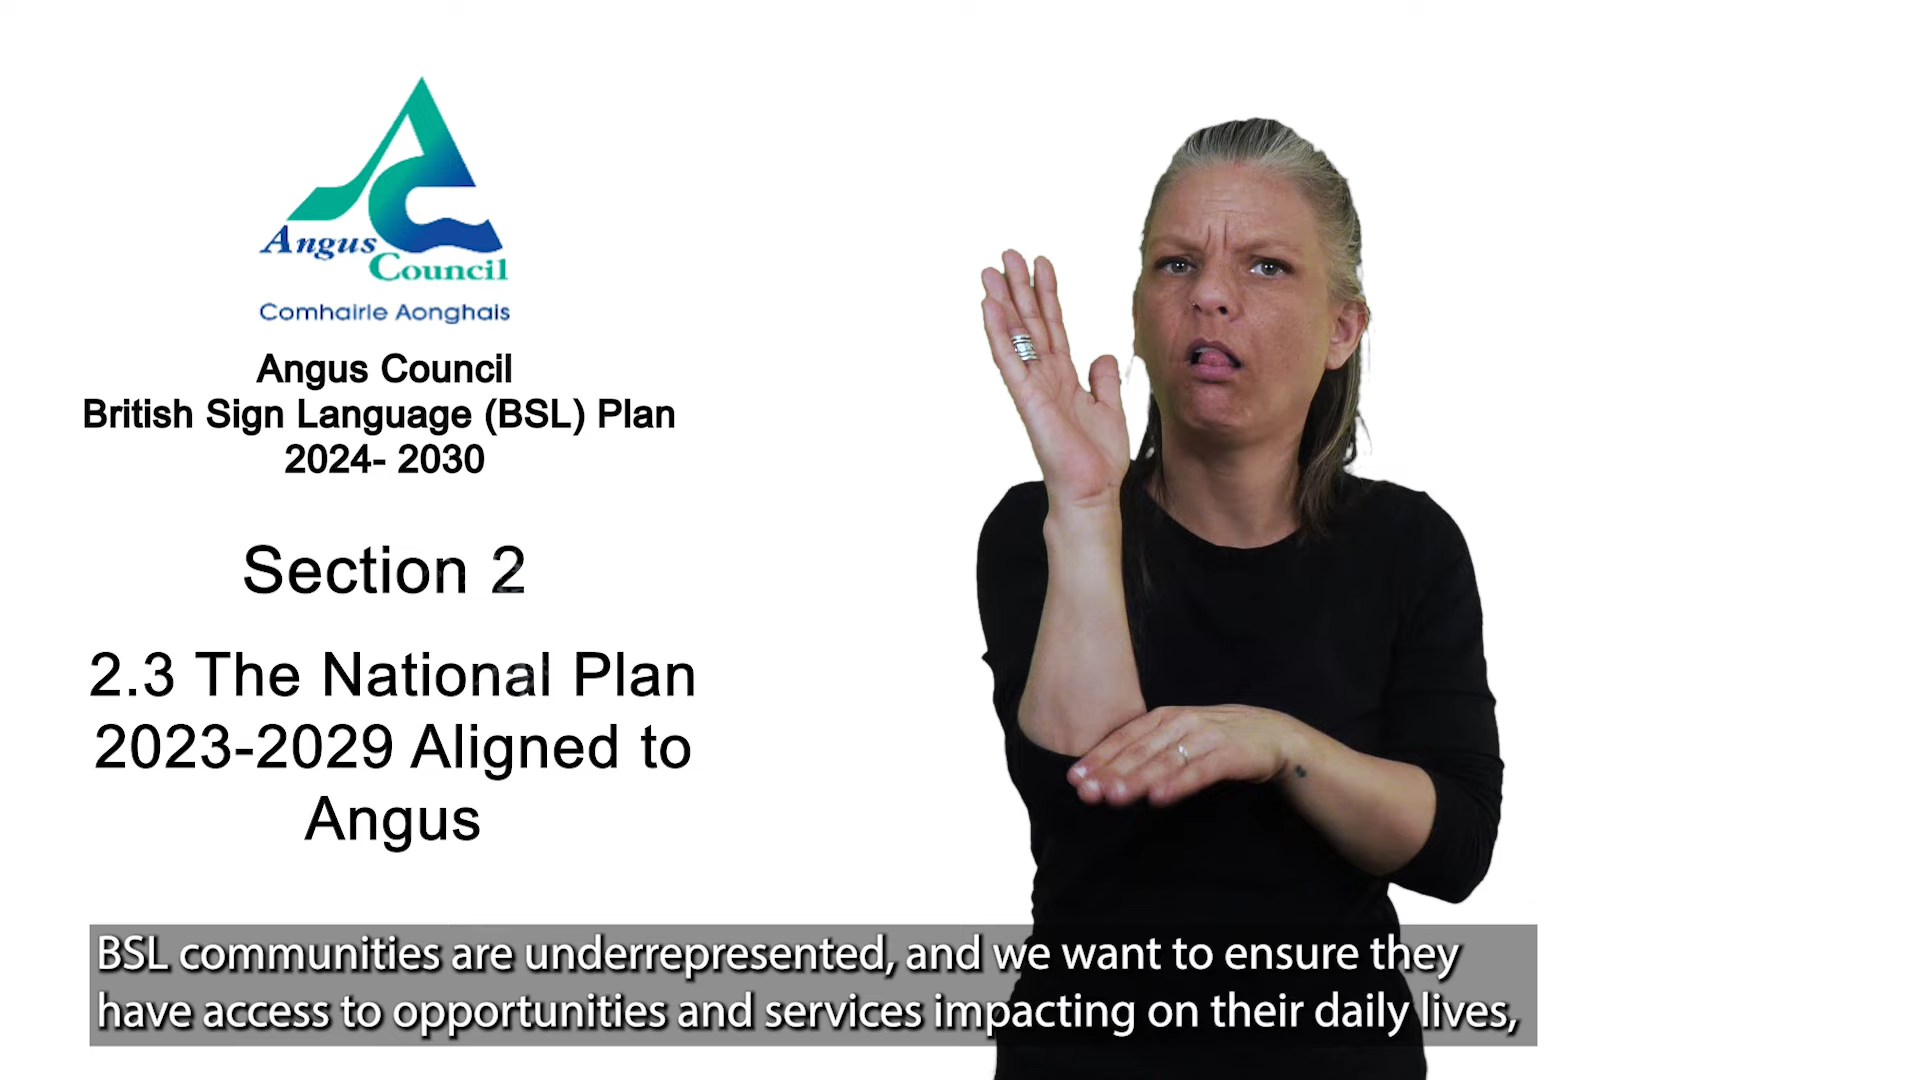 Angus
Council
Comhairle Aonghais
Angus Council
British Sign Language (BSL) Plan
2024- 2030
Section 2
2.3 The National Plan
2023-2029 Aligned to
Angus
BSL communities are underrepresented, and we want to ensure they
have access to opportunities and services impacting on their daily lives,